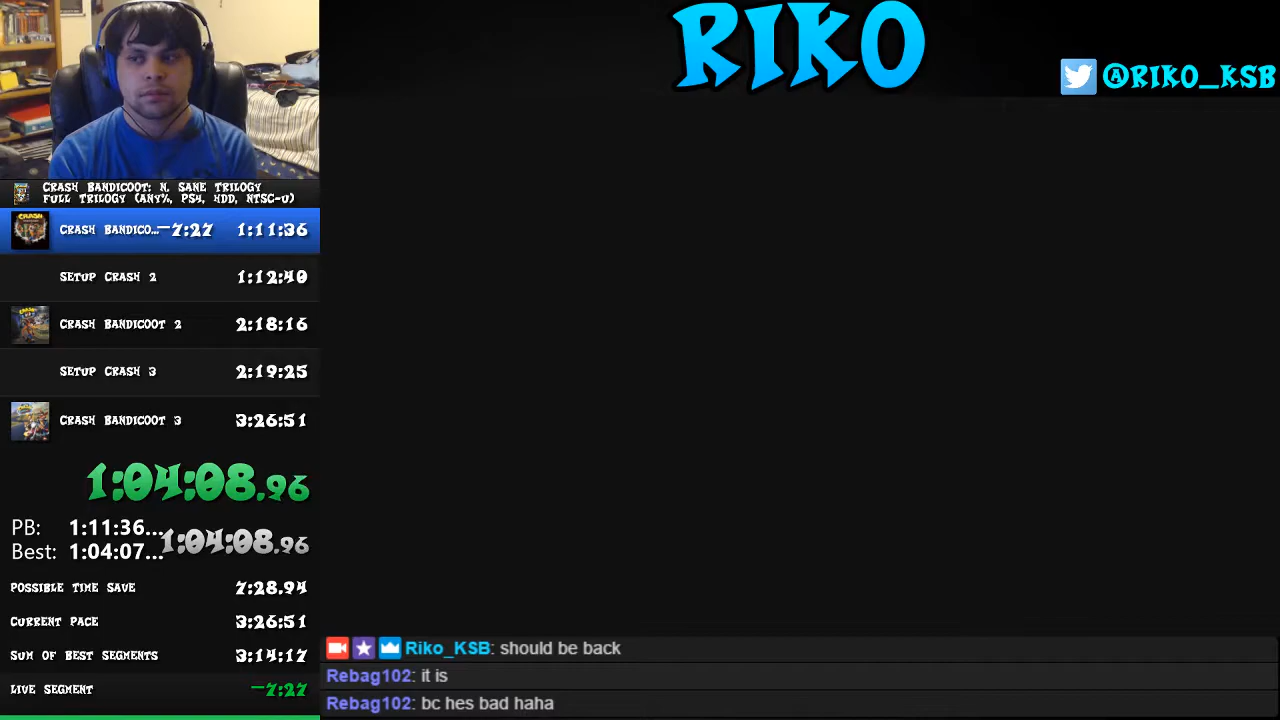 RIKO
@RIKO_KSB
CRASH BANDICOOT: N. SANE TRILOGY
FULL TRILOGY (ANY%, PS4, HDD, NTSC-U)
CRASH BANDICO... -7:27 1:11:36
SETUP CRASH 2 1:12:40
CRASH BANDICOOT 2 2:18:16
SETUP CRASH 3 2:19:25
CRASH BANDICOOT 3 3:26:51
1:04:08.96
PB: 1:11:36...
Best: 1:04:07... 1:04:08.96
POSSIBLE TIME SAVE 7:28.94
CURRENT PACE 3:26:51
SUM OF BEST SEGMENTS 3:14:17
LIVE SEGMENT -7:27
Riko_KSB: should be back
Rebag102: it is
Rebag102: bc hes bad haha